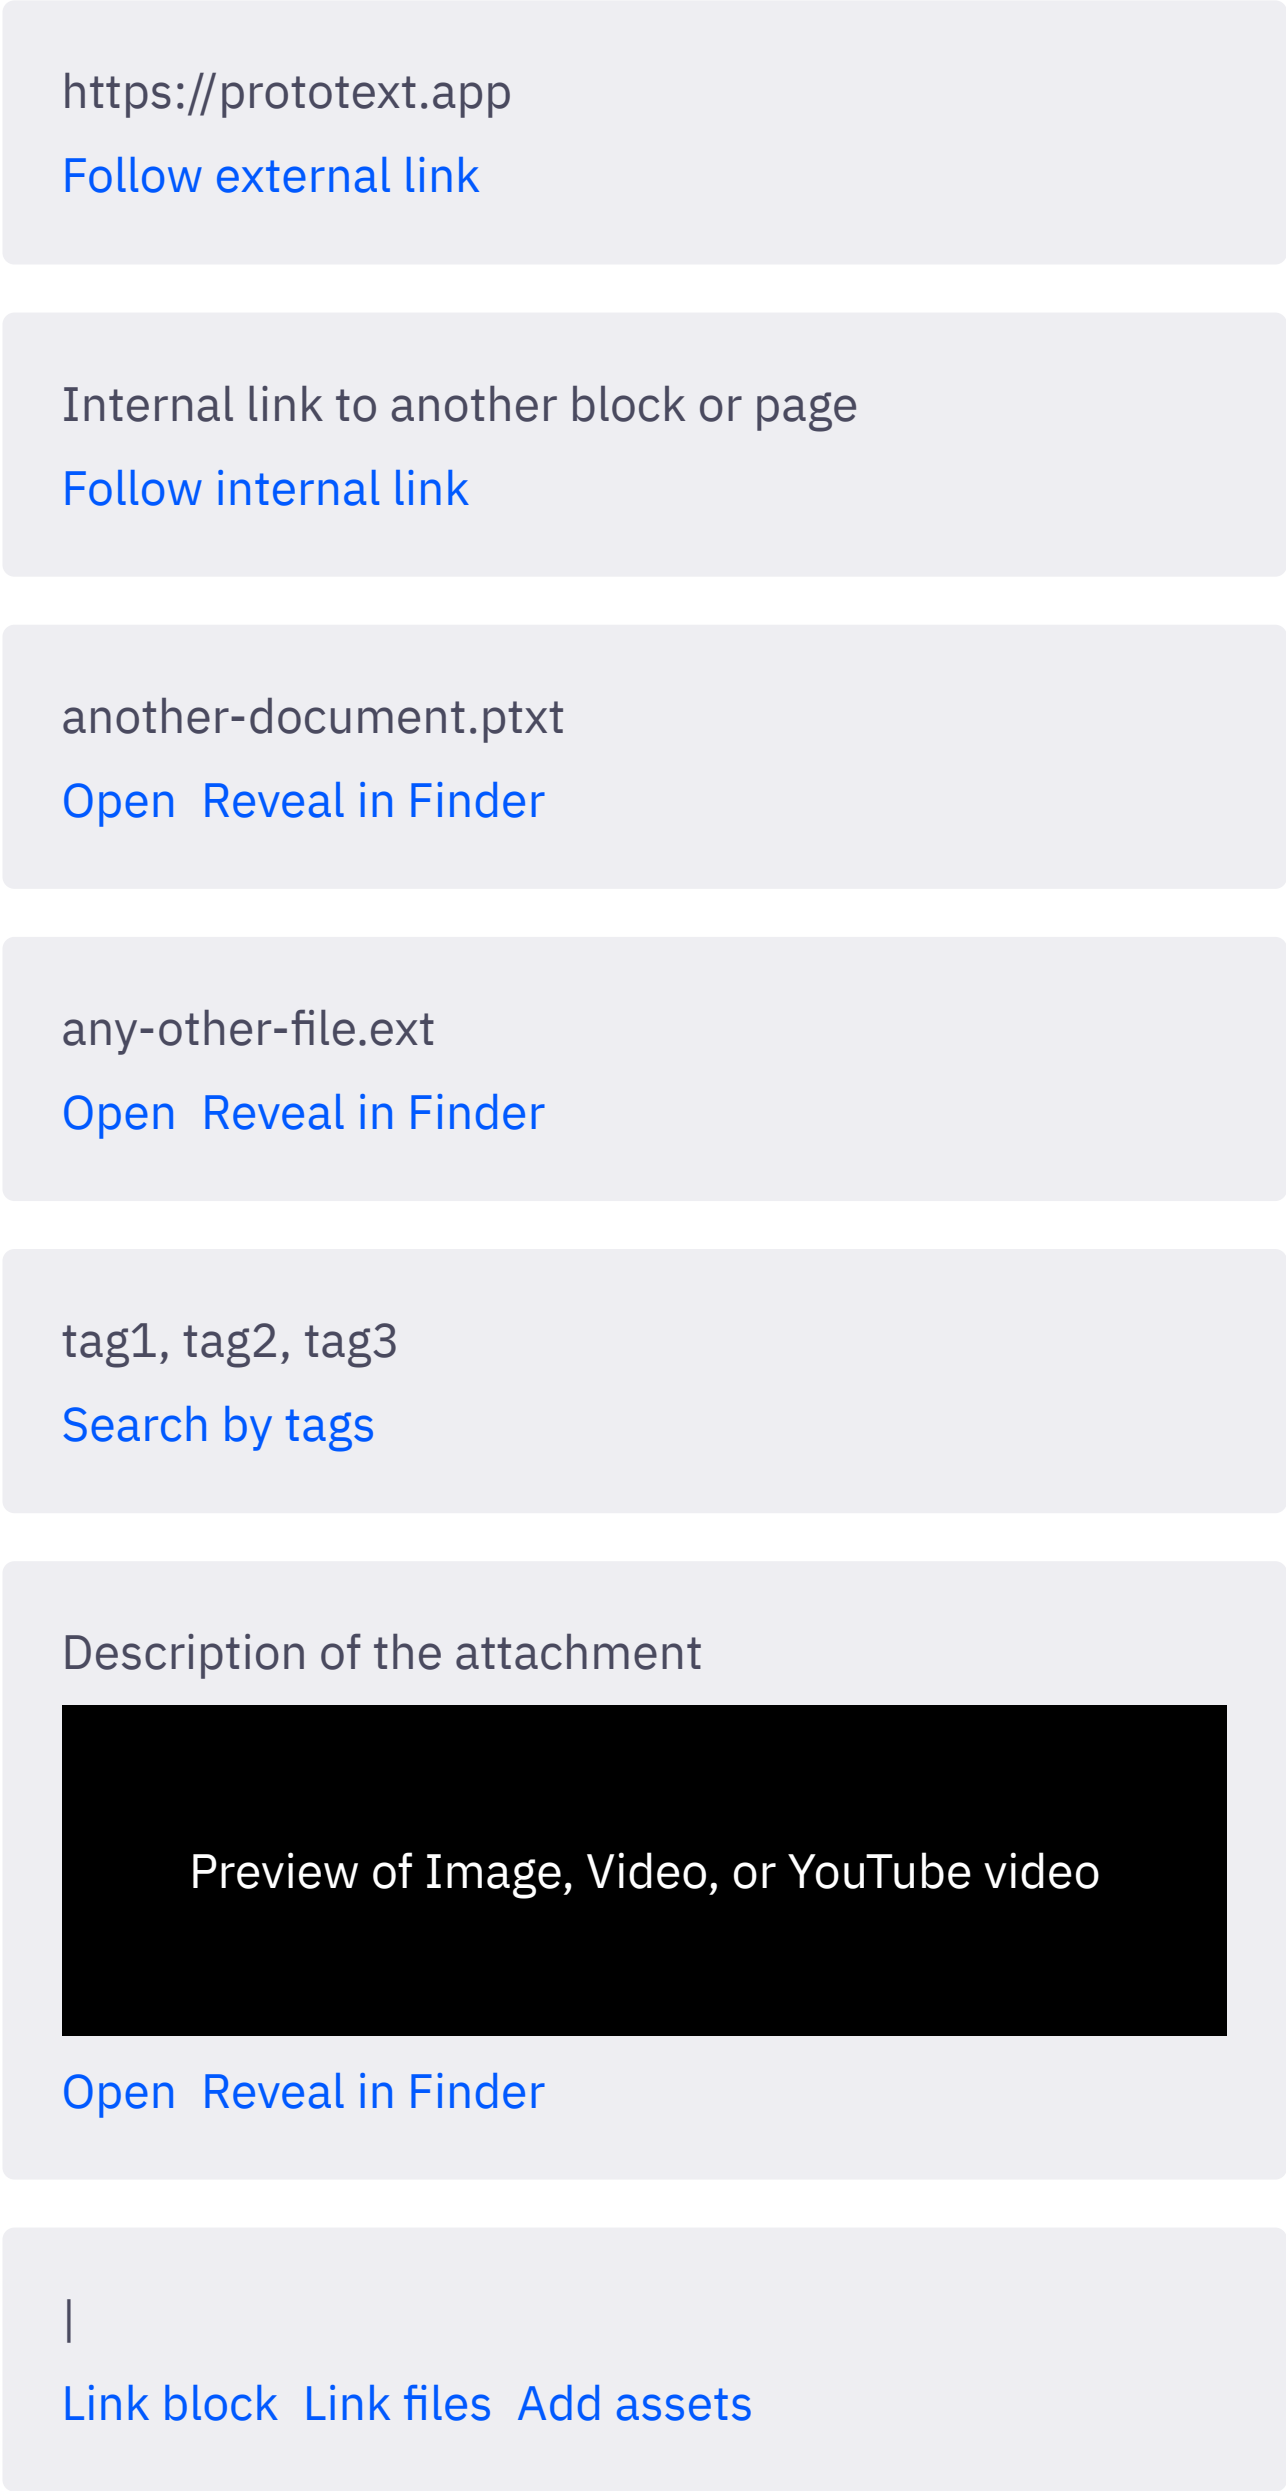 https://prototext.app
Follow external link
Internal link to another block or page
Follow internal link
another-document.ptxt
Open Reveal in Finder
any-other-file.ext
Open Reveal in Finder
tag1, tag2, tag3
Search by tags
Description of the attachment
Preview of Image, Video, or YouTube video
Open Reveal in Finder
|
Link block Link files Add assets